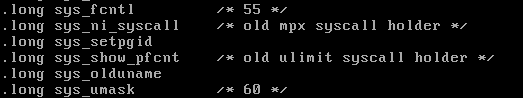 .long sys_fcntl /* 55 */
.long sys_ni_syscall /* old mpx syscall holder */
.long sys_setpgid
.long sys_show_pfcnt /* old ulimit syscall holder */
.long sys_olduname
.long sys_umask /* 60 */